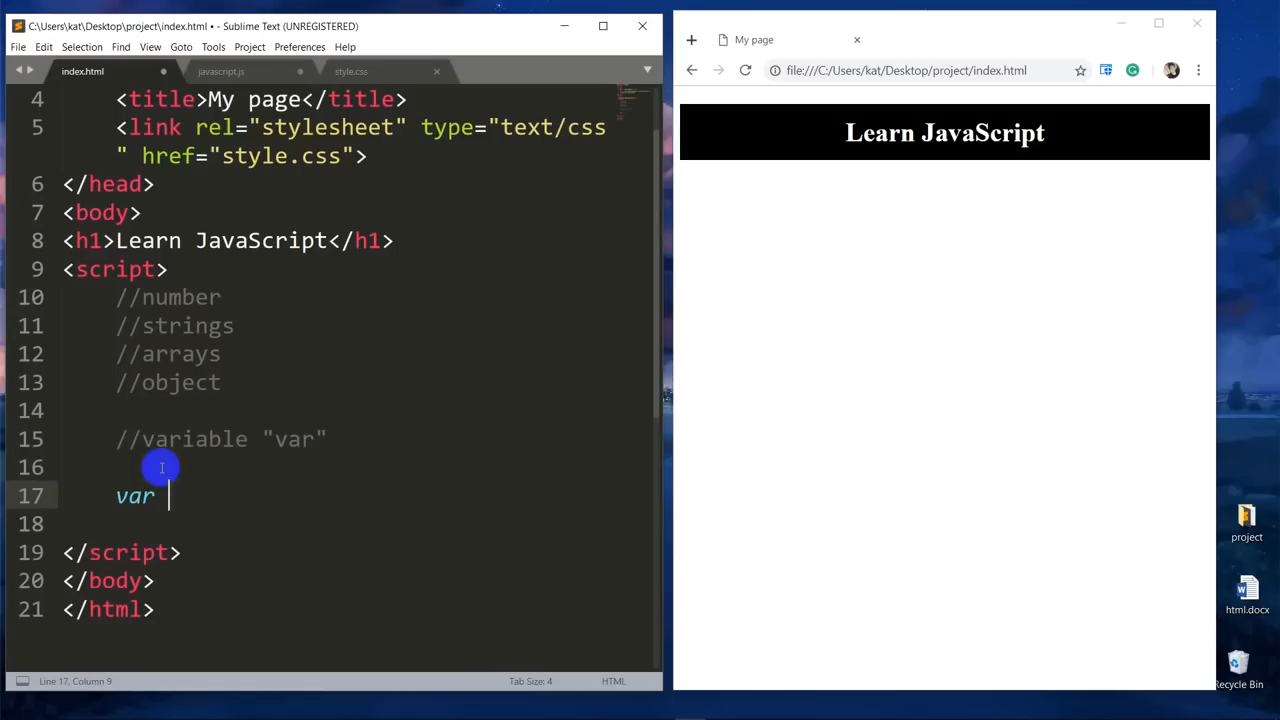 C:\Users\kat\Desktop\project\index.html • - Sublime Text (UNREGISTERED)
File Edit Selection Find View Goto Tools Project Preferences Help
index.html javascript.js style.css
4 <title>My page</title>
5 <link rel="stylesheet" type="text/css
" href="style.css">
6 </head>
7 <body>
8 <h1>Learn JavaScript</h1>
9 <script>
10 //number
11 //strings
12 //arrays
13 //object
14
15 //variable "var"
16
17 var
18
19 </script>
20 </body>
21 </html>
Line 17, Column 9 Tab Size: 4 HTML
My page
file:///C:/Users/kat/Desktop/project/index.html
Learn JavaScript
project
html.docx
Recycle Bin